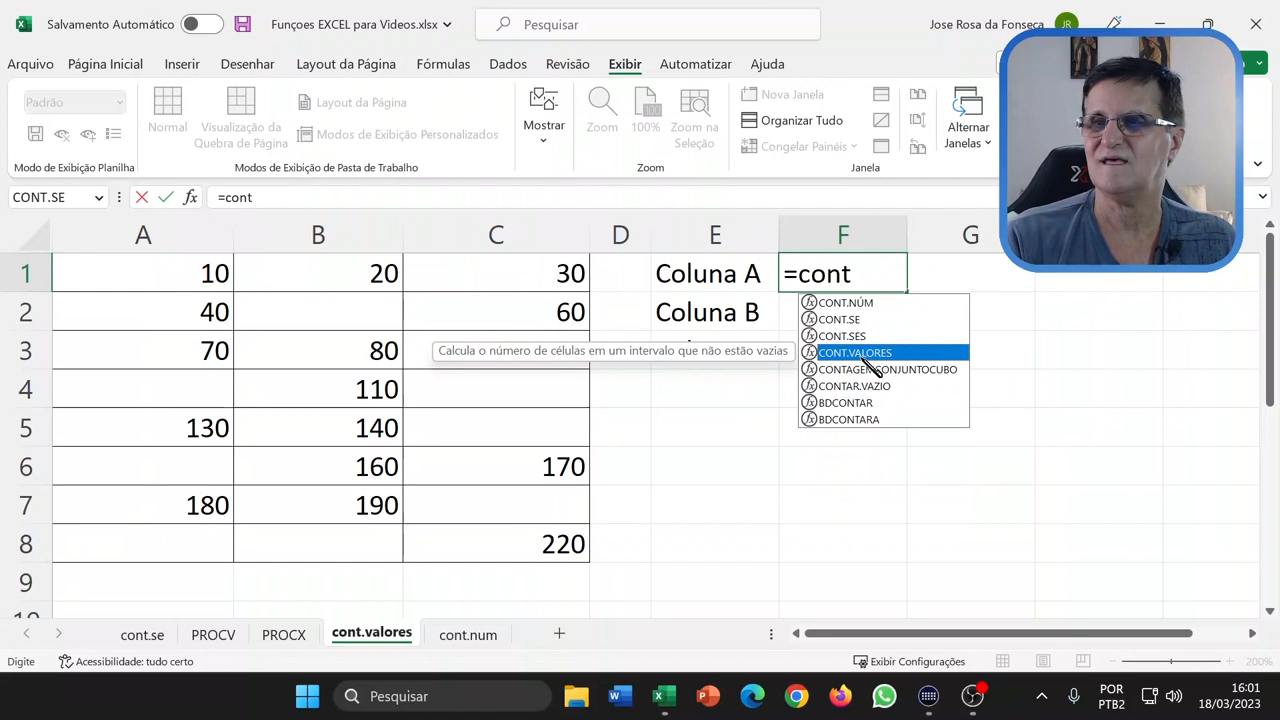 Salvamento Automático
Funçoes EXCEL para Videos.xlsx
Pesquisar
Jose Rosa da Fonseca
JR
Arquivo Página Inicial Inserir Desenhar Layout da Página Fórmulas Dados Revisão Exibir Automatizar Ajuda
Padrão
Normal
Visualização da
Quebra de Página
Layout da Página
Modos de Exibição Personalizados
Mostrar
Zoom
100%
Zoom na
Seleção
Nova Janela
Organizar Tudo
Congelar Painéis
Alternar
Janelas
Modo de Exibição Planilha
Modos de Exibição de Pasta de Trabalho
Zoom
Janela
CONT.SE
fx
=cont
A B C D E F G
1 10 20 30 Coluna A =cont
2 40 60 Coluna B
3 70 80
4 110
5 130 140
6 160 170
7 180 190
8 220
9
10
Calcula o número de células em um intervalo que não estão vazias
CONT.NÚM
CONT.SE
CONT.SES
CONT.VALORES
CONTAGEMCONJUNTOCUBO
CONTAR.VAZIO
BDCONTAR
BDCONTARA
cont.se PROCV PROCX cont.valores cont.num
Digite
Acessibilidade: tudo certo
Exibir Configurações
200%
Pesquisar
POR
PTB2
16:01
18/03/2023